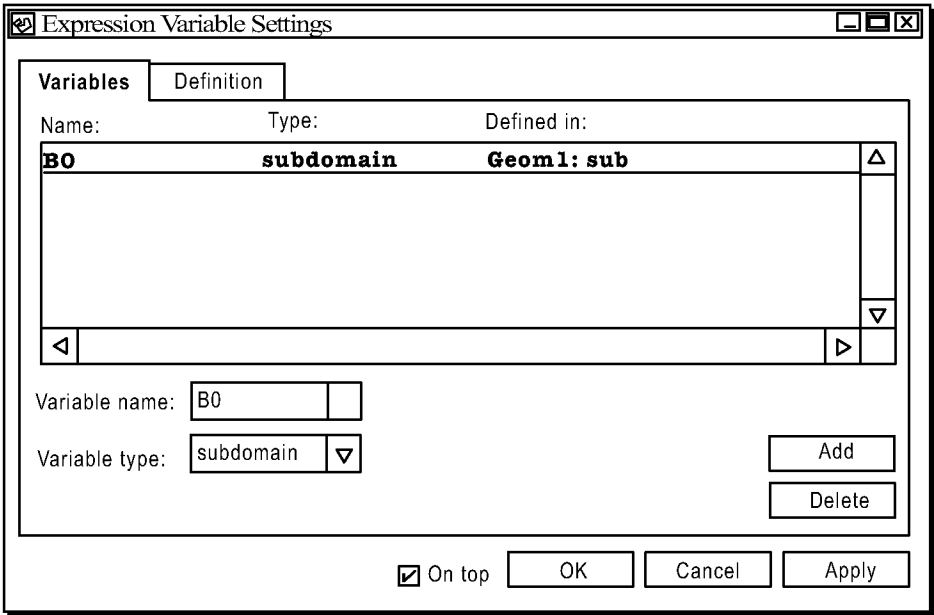 Expression Variable Settings
Variables Definition
Name: Type: Defined in:
B0 subdomain Geom1: sub
Variable name: B0
Variable type: subdomain
Add
Delete
On top OK Cancel Apply